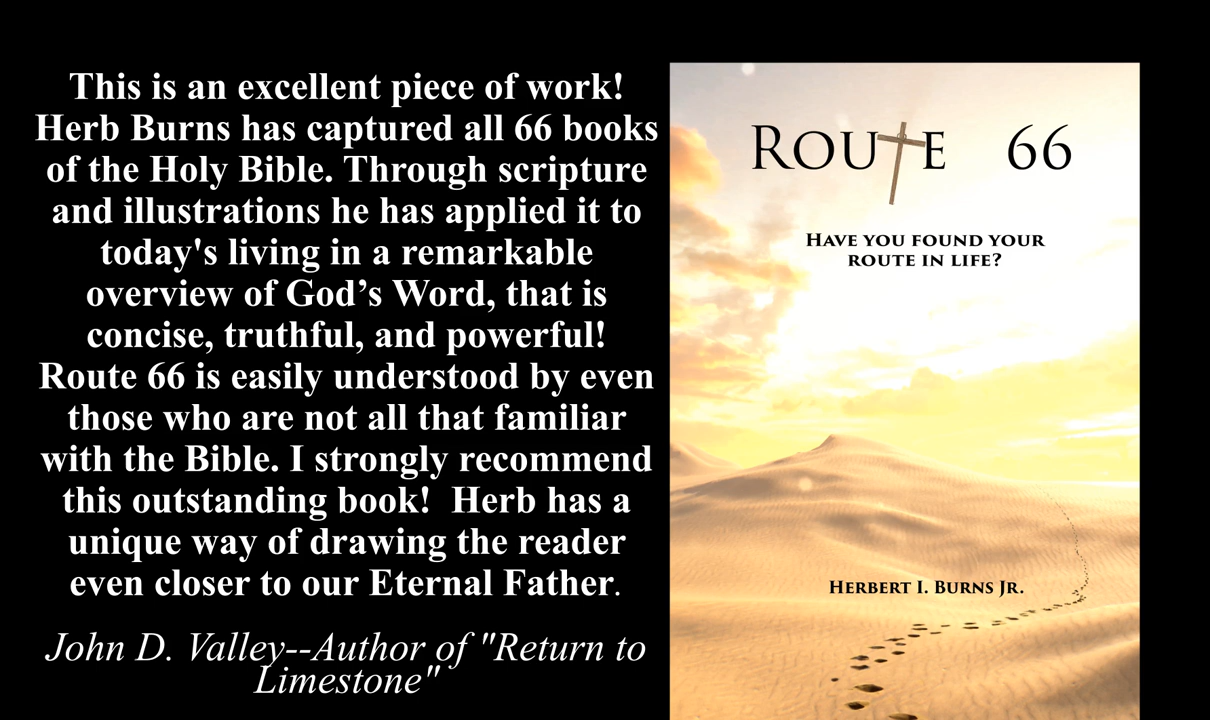 This is an excellent piece of work!
Herb Burns has captured all 66 books
of the Holy Bible. Through scripture
and illustrations he has applied it to
today's living in a remarkable
overview of God’s Word, that is
concise, truthful, and powerful!
Route 66 is easily understood by even
those who are not all that familiar
with the Bible. I strongly recommend
this outstanding book!  Herb has a
unique way of drawing the reader
even closer to our Eternal Father.
John D. Valley--Author of "Return to
Limestone"
Route 66
Have you found your
route in life?
Herbert I. Burns Jr.